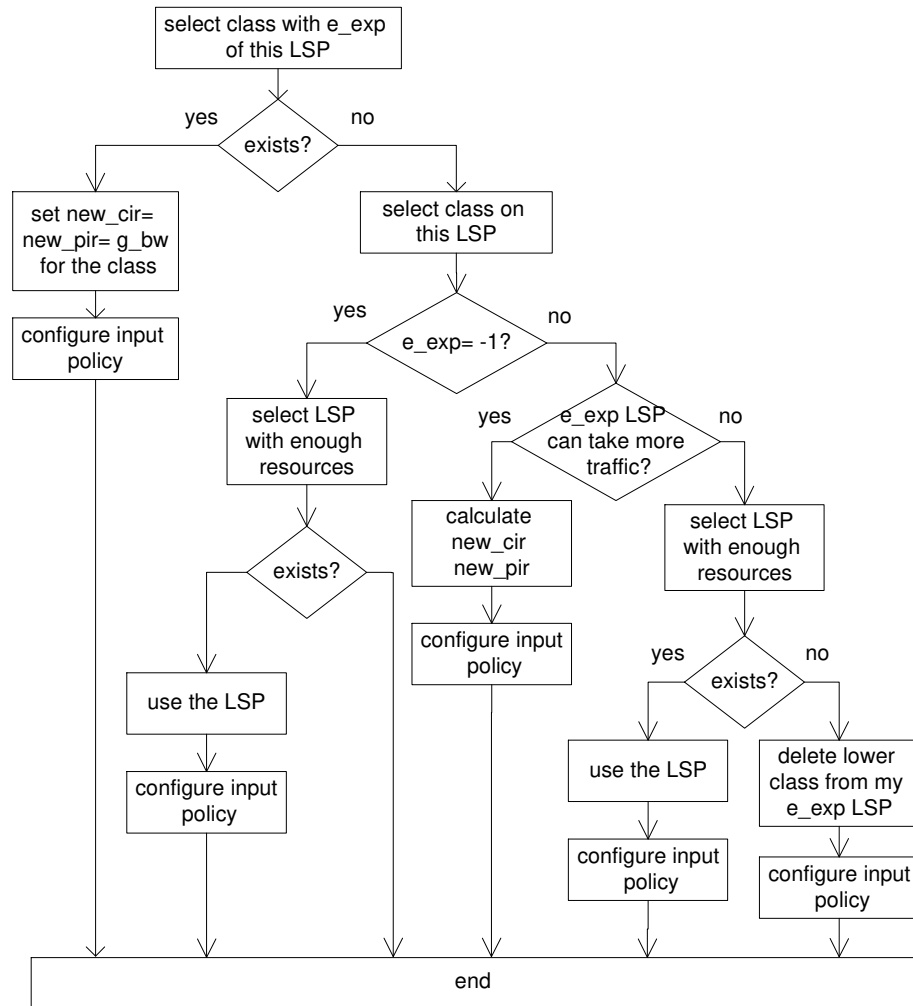 select class with e_exp
of this LSP
yes
no
exists?
set new_cir=
new_pir= g_bw
for the class
select class on
this LSP
configure input
policy
yes
no
e_exp= -1?
select LSP
with enough
resources
yes
no
e_exp LSP
can take more
traffic?
calculate
new_cir
new_pir
select LSP
with enough
resources
exists?
configure input
policy
yes
no
exists?
use the LSP
configure input
policy
use the LSP
delete lower
class from my
e_exp LSP
configure input
policy
configure input
policy
end